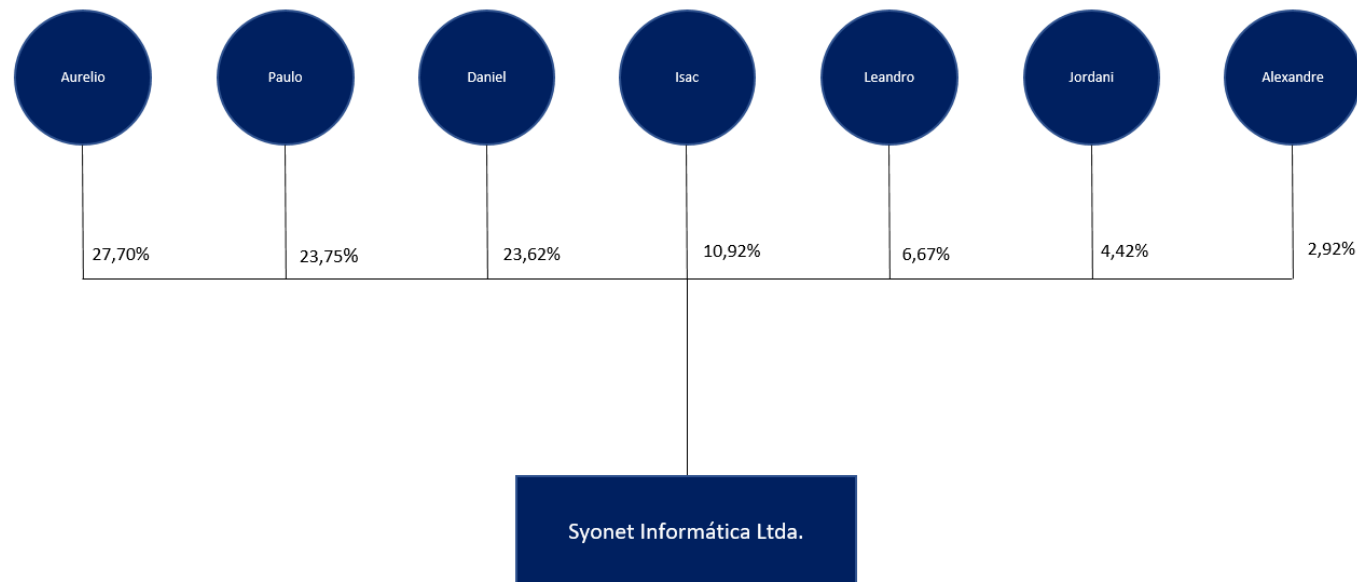 Aurelio
Paulo
Daniel
Isac
Leandro
Jordani
Alexandre
27,70%
23,75%
23,62%
10,92%
6,67%
4,42%
2,92%
Syonet Informática Ltda.